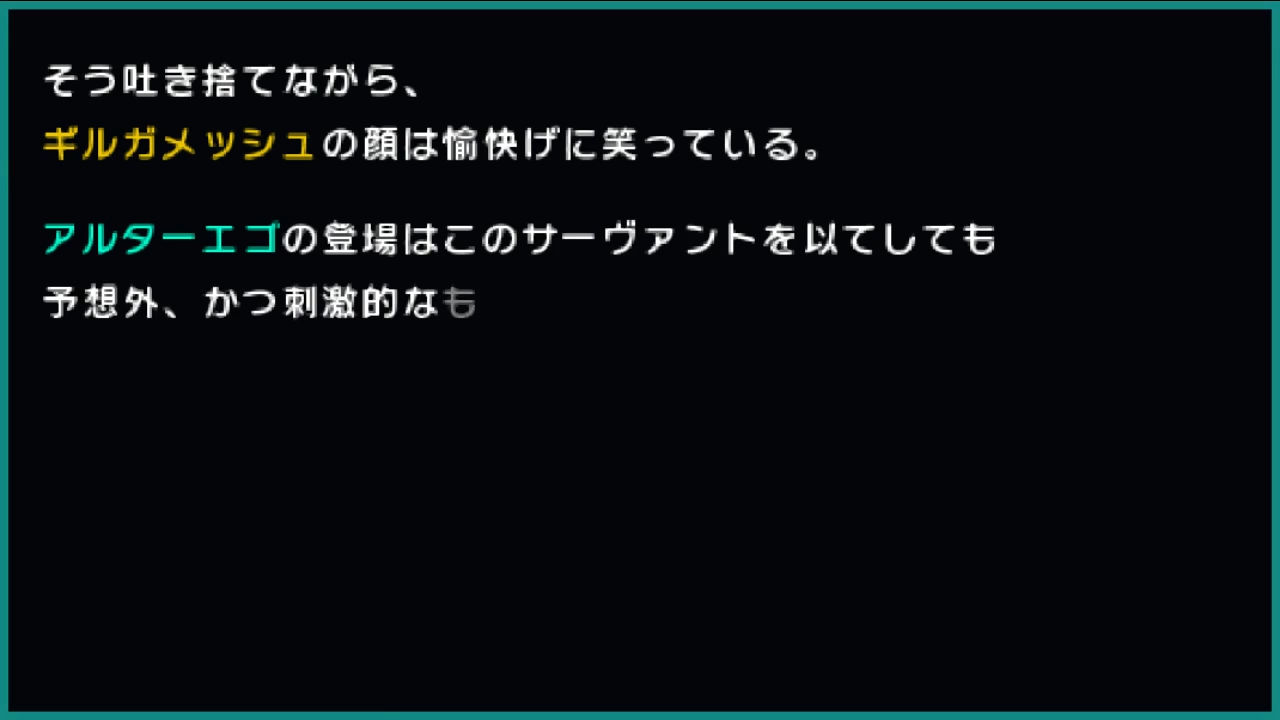 そう吐き捨てながら、
ギルガメッシュの顔は愉快げに笑っている。
アルターエゴの登場はこのサーヴァントを以てしても
予想外、かつ刺激的なも